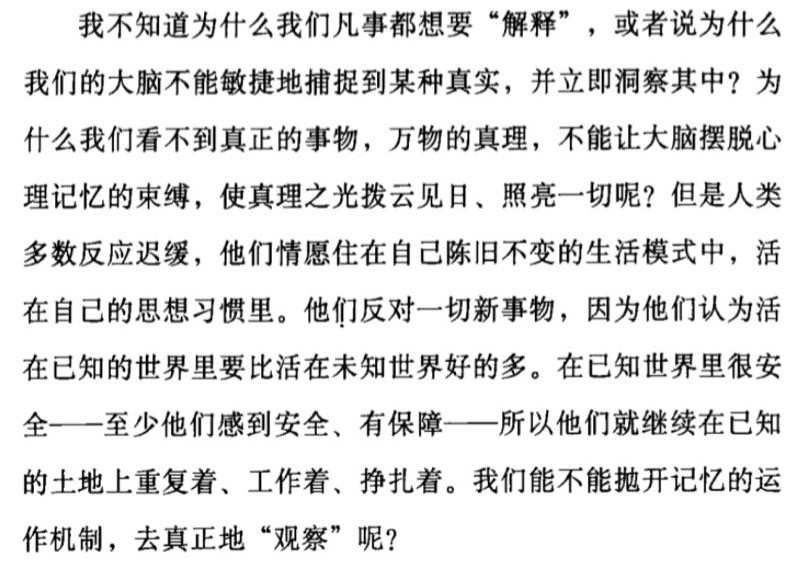 我不知道为什么我们凡事都想要“解释”，或者说为什么
我们的大脑不能敏捷地捕捉到某种真实，并立即洞察其中？为
什么我们看不到真正的事物，万物的真理，不能让大脑摆脱心
理记忆的束缚，使真理之光拨云见日、照亮一切呢？但是人类
多数反应迟缓，他们情愿住在自己陈旧不变的生活模式中，活
在自己的思想习惯里。他们反对一切新事物，因为他们认为活
在已知的世界里要比活在未知世界好的多。在已知世界里很安
全——至少他们感到安全、有保障——所以他们就继续在已知
的土地上重复着、工作着、挣扎着。我们能不能抛开记忆的运
作机制，去真正地“观察”呢？